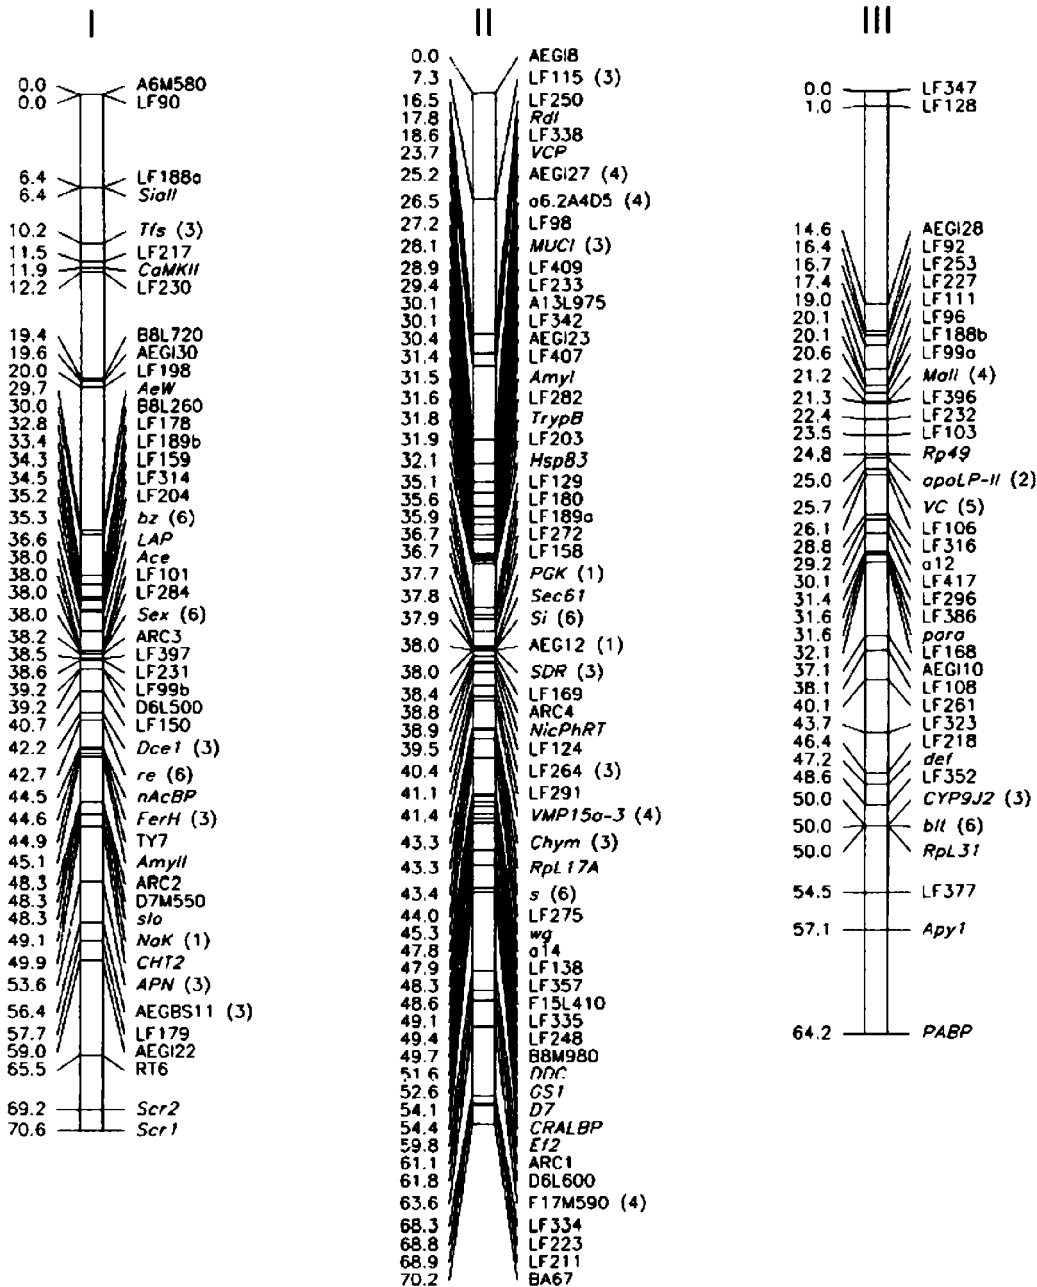 I
0.0 A6M580
0.0 LF90
6.4 LF188a
6.4 SialI
10.2 Tfs (3)
11.5 LF217
11.9 CaMKII
12.2 LF230
19.4 B8L720
19.6 AEGI30
20.0 LF198
29.7 AeW
30.0 B8L260
32.8 LF178
33.4 LF189b
34.3 LF159
34.5 LF314
35.2 LF204
35.3 bz (6)
36.6 LAP
38.0 Ace
38.0 LF101
38.0 LF284
38.0 Sex (6)
38.2 ARC3
38.5 LF397
38.6 LF231
39.2 LF99b
39.2 D6L500
40.7 LF150
42.2 Dce1 (3)
42.7 re (6)
44.5 nAcBP
44.6 FerH (3)
44.9 TY7
45.1 AmyII
48.3 ARC2
48.3 D7M550
48.3 slo
49.1 NaK (1)
49.9 CHT2
53.6 APN (3)
56.4 AEGBS11 (3)
57.7 LF179
59.0 AEGI22
65.5 RT6
69.2 Scr2
70.6 Scr1
II
0.0 AEGI8
7.3 LF115 (3)
16.5 LF250
17.8 Rdl
18.6 LF338
23.7 VCP
25.2 AEGI27 (4)
26.5 a6.2A4D5 (4)
27.2 LF98
28.1 MUCI (3)
28.9 LF409
29.4 LF233
30.1 A13L975
30.1 LF342
30.4 AEGI23
31.4 LF407
31.5 AmyI
31.6 LF282
31.8 TrypB
31.9 LF203
32.1 Hsp83
35.1 LF129
35.6 LF180
35.9 LF189a
36.7 LF272
36.7 LF158
37.7 PGK (1)
37.8 Sec61
37.9 Si (6)
38.0 AEG12 (1)
38.0 SDR (3)
38.4 LF169
38.8 ARC4
38.9 NicPhRT
39.5 LF124
40.4 LF264 (3)
41.1 LF291
41.4 VMP15a-3 (4)
43.3 Chym (3)
43.3 RpL17A
43.4 s (6)
44.0 LF275
45.3 wg
47.8 a14
47.9 LF138
48.3 LF357
48.6 F15L410
49.1 LF335
49.4 LF248
49.7 B8M980
51.6 DDC
52.6 GS1
54.1 D7
54.4 CRALBP
59.8 Ef2
61.1 ARC1
61.8 D6L600
63.6 F17M590 (4)
68.3 LF334
68.8 LF223
68.9 LF211
70.2 BA67
III
0.0 LF347
1.0 LF128
14.6 AEGI28
16.4 LF92
16.7 LF253
17.4 LF227
19.0 LF111
20.1 LF96
20.1 LF188b
20.6 LF99a
21.2 MalI (4)
21.3 LF396
22.4 LF232
23.5 LF103
24.8 Rp49
25.0 apoLP-II (2)
25.7 VC (5)
26.1 LF106
28.8 LF316
29.2 a12
30.1 LF417
31.4 LF296
31.6 LF386
31.6 para
32.1 LF168
37.1 AEGI10
38.1 LF108
40.1 LF261
43.7 LF323
46.4 LF218
47.2 def
48.6 LF352
50.0 CYP9J2 (3)
50.0 blt (6)
50.0 RpL31
54.5 LF377
57.1 Apy1
64.2 PABP